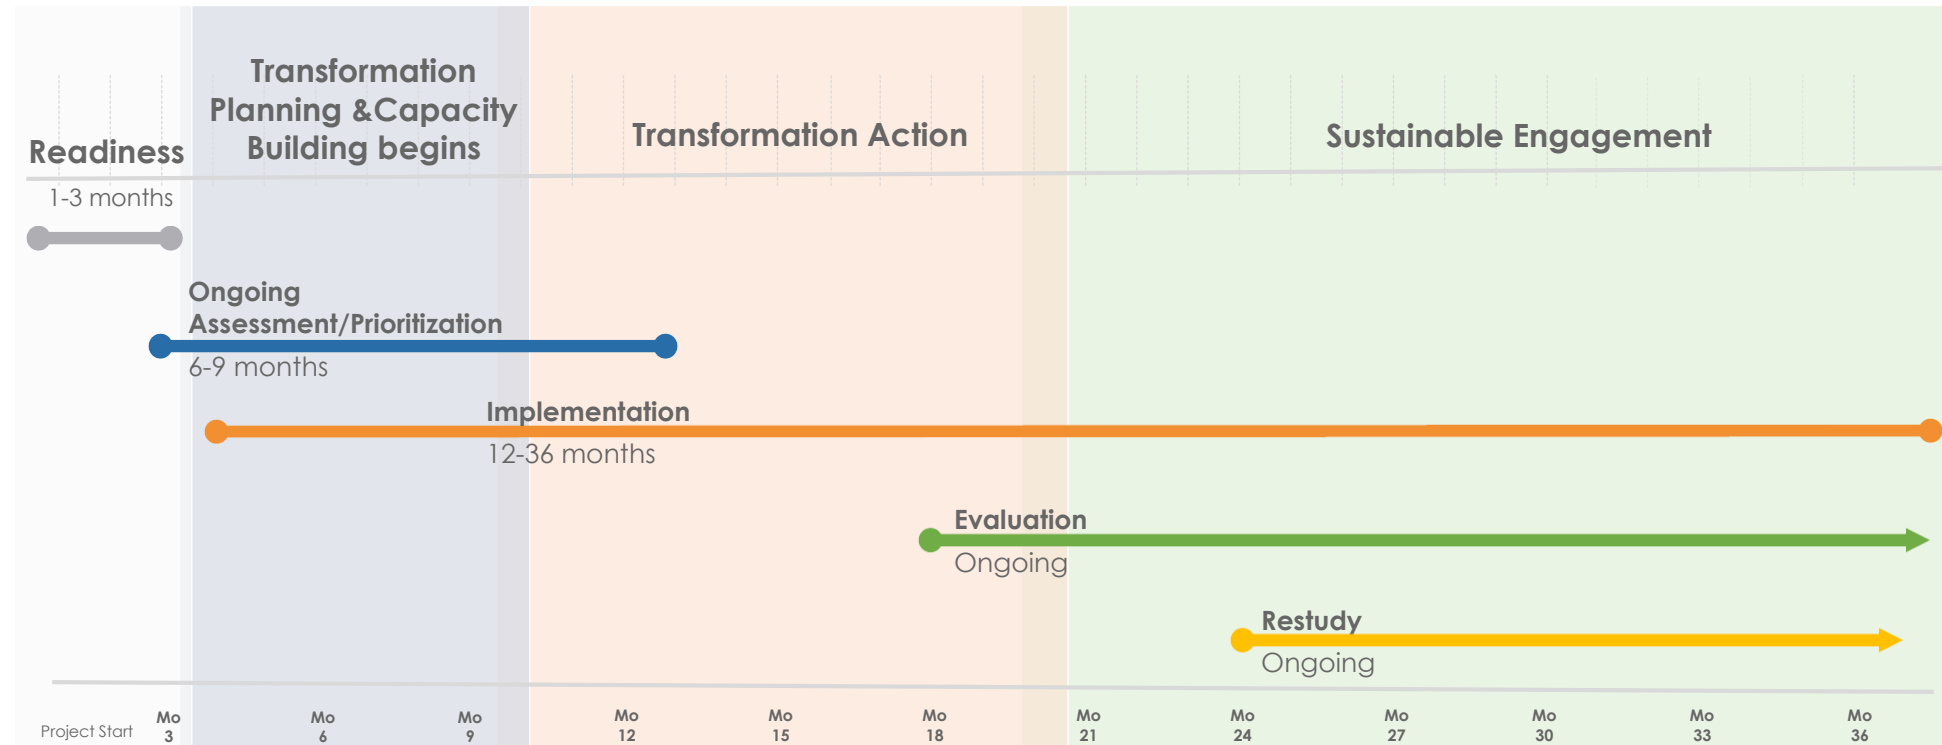 Readiness
1-3 months
Transformation
Planning &Capacity
Building begins
Transformation Action
Sustainable Engagement
Ongoing
Assessment/Prioritization
6-9 months
Implementation
12-36 months
Evaluation
Ongoing
Restudy
Ongoing
Project Start
Mo
3
Mo
6
Mo
9
Mo
12
Mo
15
Mo
18
Mo
21
Mo
24
Mo
27
Mo
30
Mo
33
Mo
36